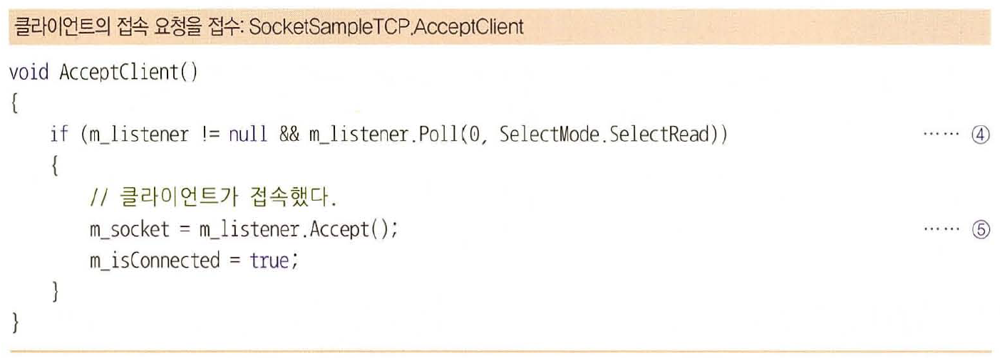 클라이언트의 접속 요청을 접수: SocketSampleTCP.AcceptClient
void AcceptClient()
{
    if (m_listener != null && m_listener.Poll(0, SelectMode.SelectRead)) …… ④
    {
        // 클라이언트가 접속했다.
        m_socket = m_listener.Accept(); …… ⑤
        m_isConnected = true;
    }
}